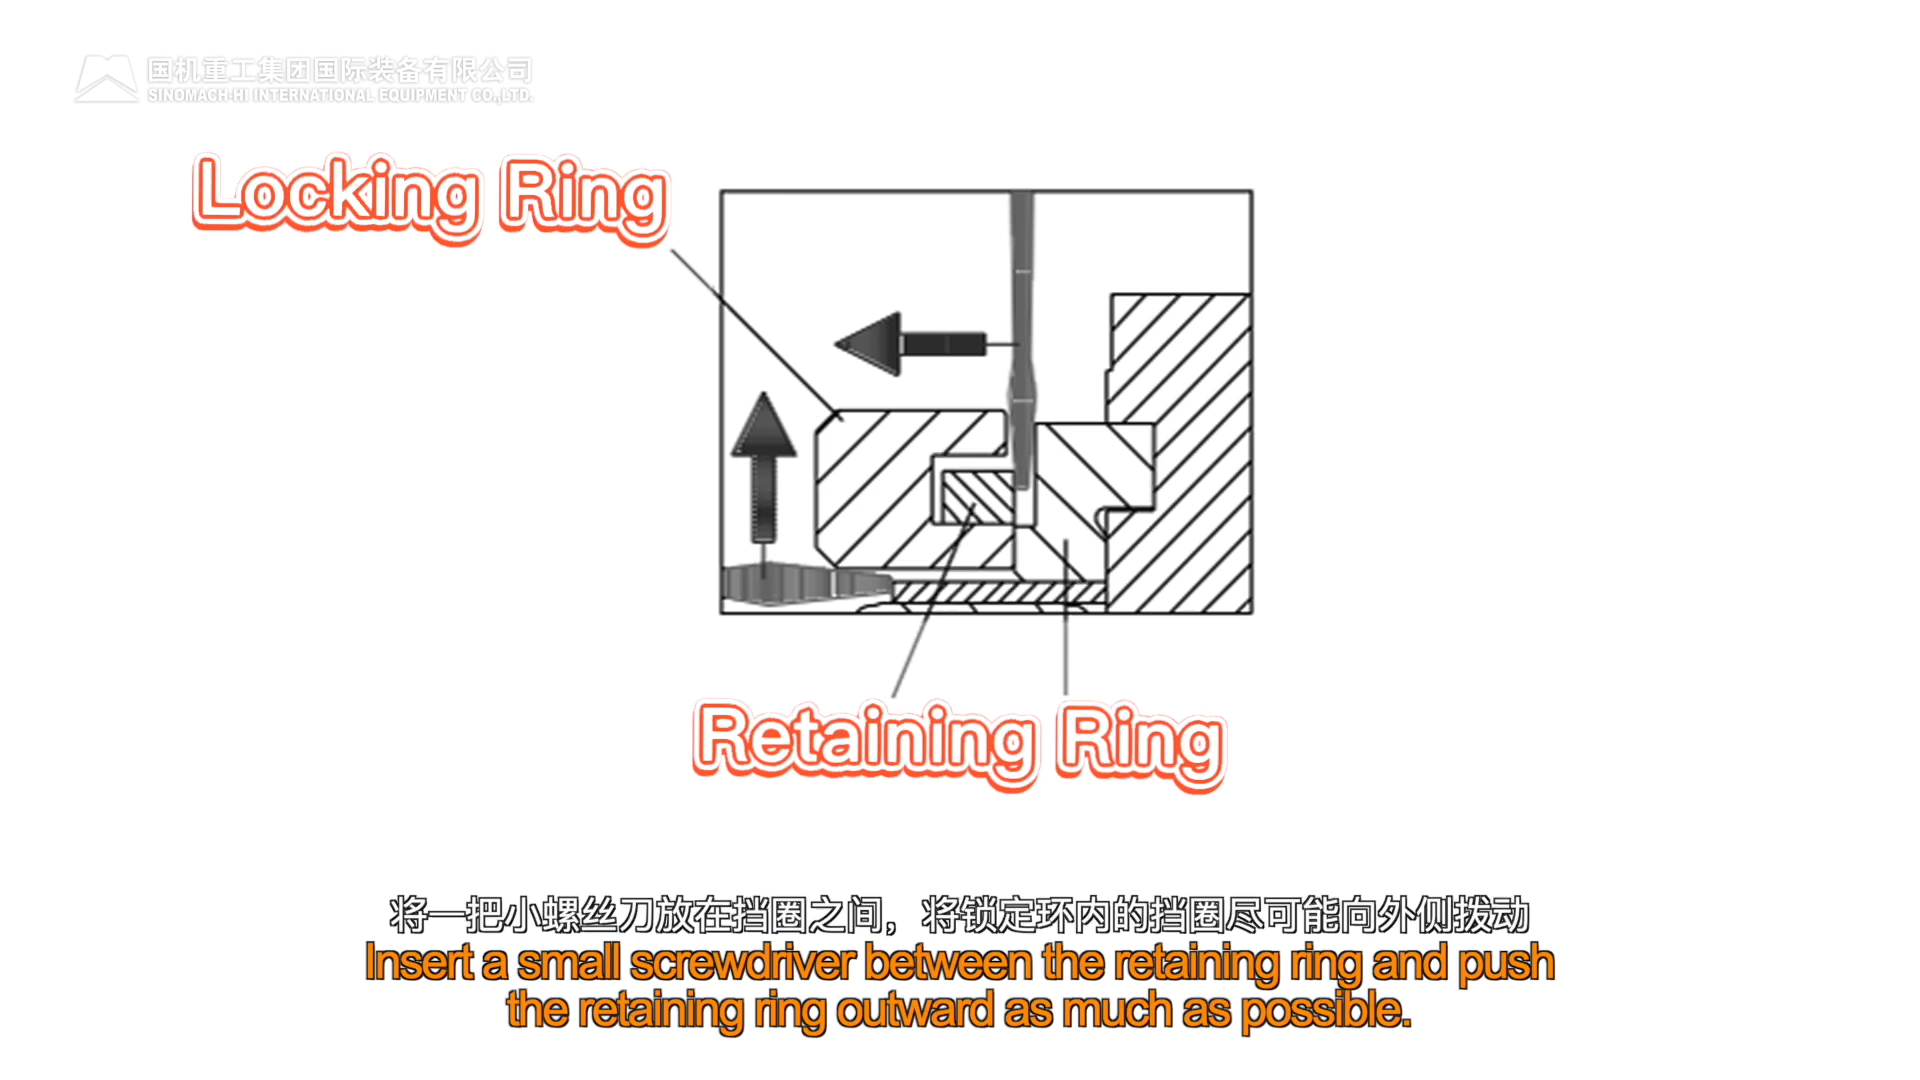 国机重工集团国际装备有限公司
SINOMACH-HI INTERNATIONAL EQUIPMENT CO.,LTD.
Locking Ring
Retaining Ring
将一把小螺丝刀放在挡圈之间，将锁定环内的挡圈尽可能向外侧拨动
Insert a small screwdriver between the retaining ring and push
the retaining ring outward as much as possible.